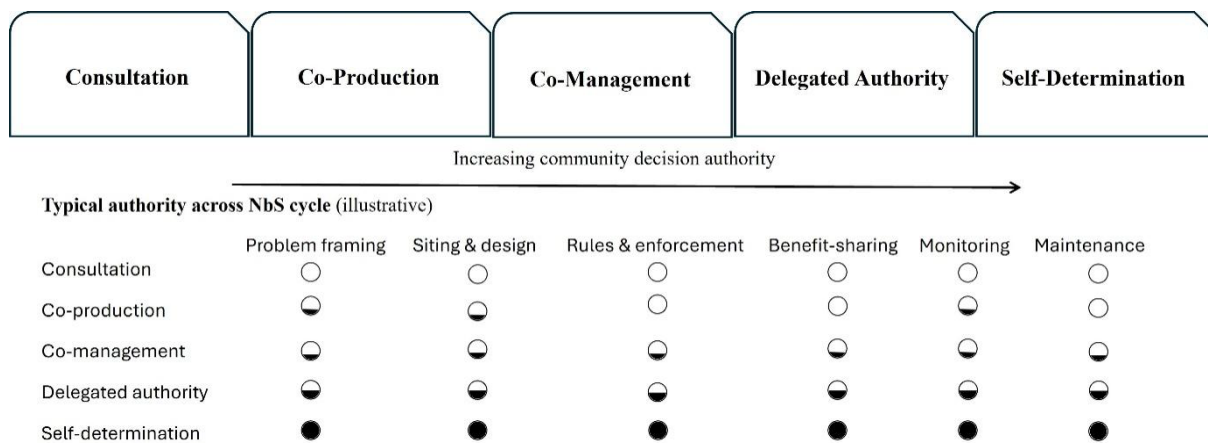 Consultation
Co-Production
Co-Management
Delegated Authority
Self-Determination
Increasing community decision authority
Typical authority across NbS cycle (illustrative)
Problem framing Siting & design Rules & enforcement Benefit-sharing Monitoring Maintenance
Consultation
Co-production
Co-management
Delegated authority
Self-determination